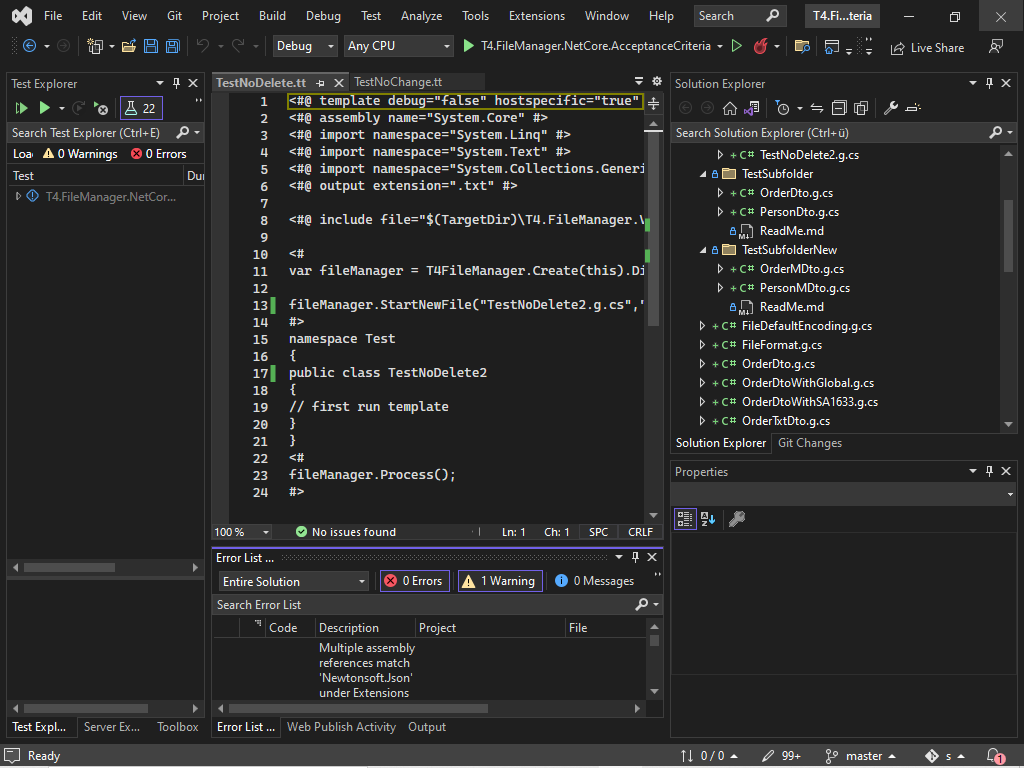 File Edit View Git Project Build Debug Test Analyze Tools Extensions Window Help Search T4.Fi...teria
Debug Any CPU T4.FileManager.NetCore.AcceptanceCriteria Live Share
Test Explorer
22
Search Test Explorer (Ctrl+E)
Loa 0 Warnings 0 Errors
Test Dur
T4.FileManager.NetCor...
TestNoDelete.tt TestNoChange.tt
1 <#@ template debug="false" hostspecific="true"
2 <#@ assembly name="System.Core" #>
3 <#@ import namespace="System.Linq" #>
4 <#@ import namespace="System.Text" #>
5 <#@ import namespace="System.Collections.Generi
6 <#@ output extension=".txt" #>
7
8 <#@ include file="$(TargetDir)\T4.FileManager.V
9
10 <#
11 var fileManager = T4FileManager.Create(this).Di
12
13 fileManager.StartNewFile("TestNoDelete2.g.cs","
14 #>
15 namespace Test
16 {
17 public class TestNoDelete2
18 {
19 // first run template
20 }
21 }
22 <#
23 fileManager.Process();
24 #>
100 % No issues found Ln: 1 Ch: 1 SPC CRLF
Error List ...
Entire Solution 0 Errors 1 Warning 0 Messages
Search Error List
Code Description Project File
Multiple assembly
references match
'Newtonsoft.Json'
under Extensions
Test Expl... Server Ex... Toolbox
Error List ... Web Publish Activity Output
Solution Explorer
Search Solution Explorer (Ctrl+ü)
C# TestNoDelete2.g.cs
TestSubfolder
C# OrderDto.g.cs
C# PersonDto.g.cs
ReadMe.md
TestSubfolderNew
C# OrderMDto.g.cs
C# PersonMDto.g.cs
ReadMe.md
C# FileDefaultEncoding.g.cs
C# FileFormat.g.cs
C# OrderDto.g.cs
C# OrderDtoWithGlobal.g.cs
C# OrderDtoWithSA1633.g.cs
C# OrderTxtDto.g.cs
Solution Explorer Git Changes
Properties
Ready 0 / 0 99+ master s 1